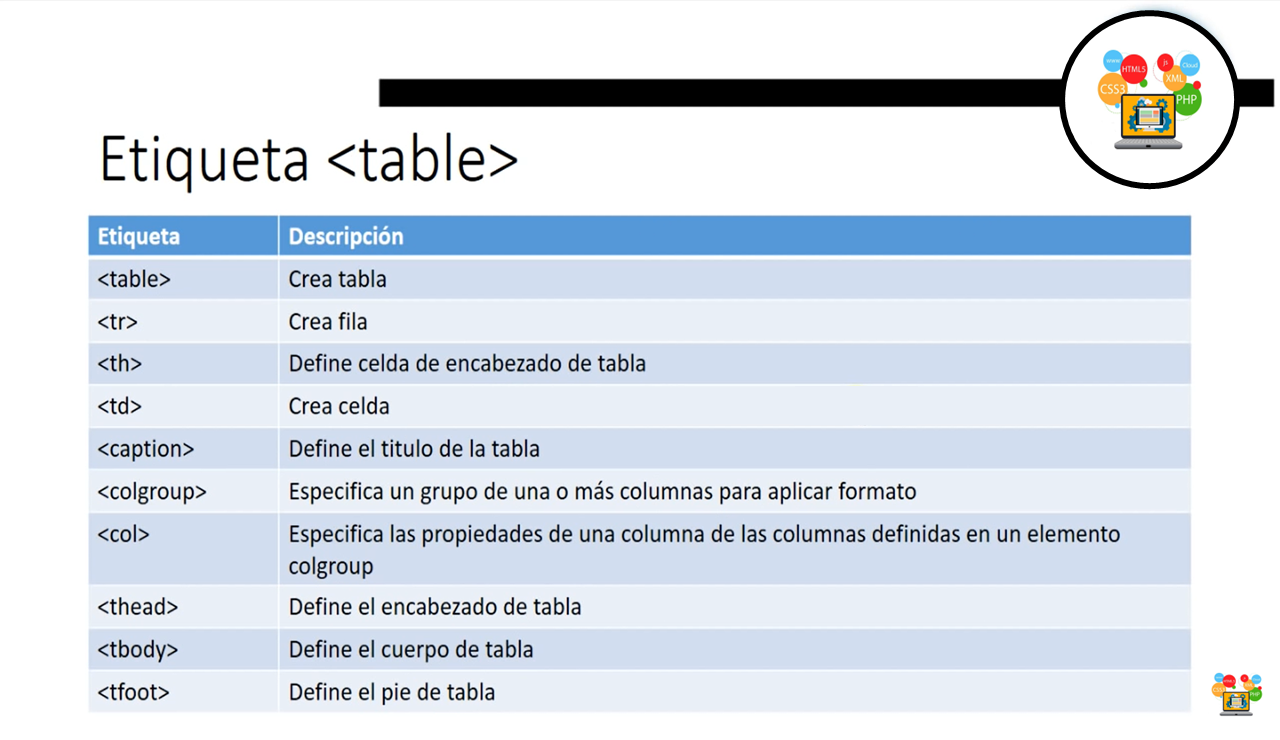 www
HTML5
js
Cloud
CSS3
XML
PHP
Etiqueta <table>
Etiqueta Descripción
<table> Crea tabla
<tr> Crea fila
<th> Define celda de encabezado de tabla
<td> Crea celda
<caption> Define el titulo de la tabla
<colgroup> Especifica un grupo de una o más columnas para aplicar formato
<col> Especifica las propiedades de una columna de las columnas definidas en un elemento
colgroup
<thead> Define el encabezado de tabla
<tbody> Define el cuerpo de tabla
<tfoot> Define el pie de tabla